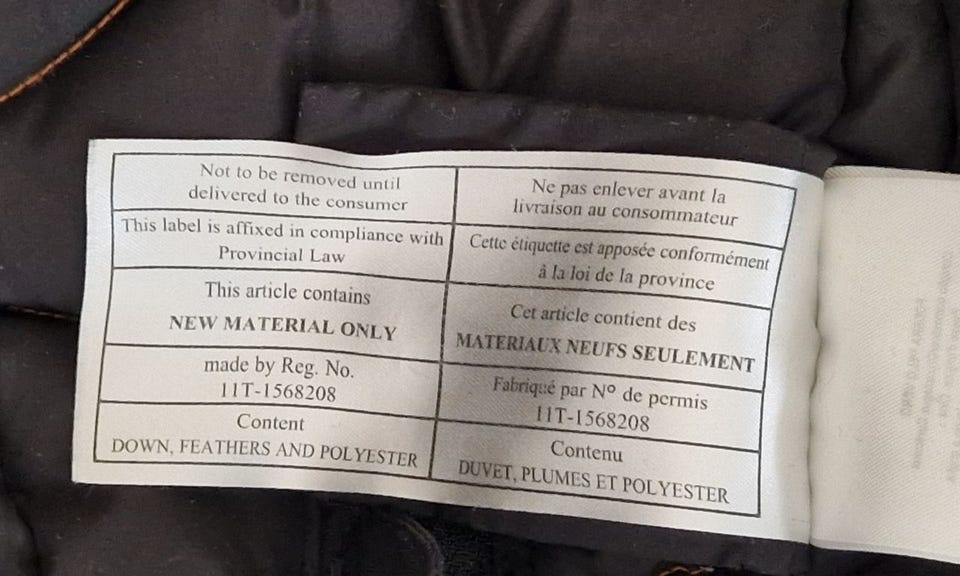 Not to be removed until
delivered to the consumer
This label is affixed in compliance with
Provincial Law
This article contains
NEW MATERIAL ONLY
made by Reg. No.
11T-1568208
Content
DOWN, FEATHERS AND POLYESTER
Ne pas enlever avant la
livraison au consommateur
Cette étiquette est apposée conformément
à la loi de la province
Cet article contient des
MATERIAUX NEUFS SEULEMENT
Fabriqué par Nº de permis
11T-1568208
Contenu
DUVET, PLUMES ET POLYESTER